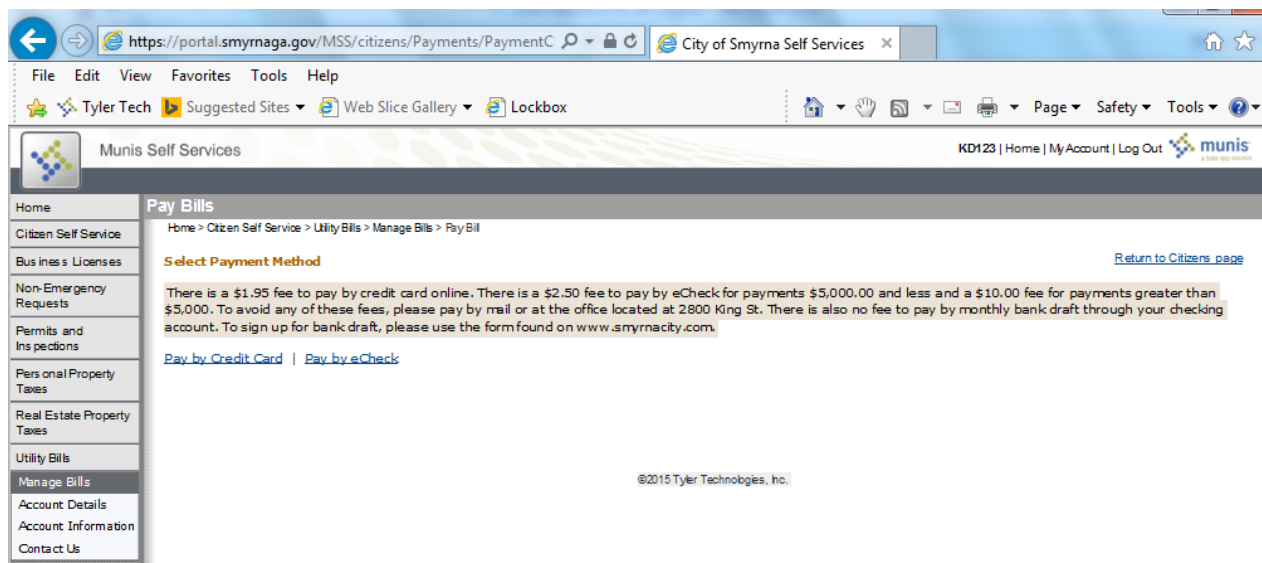 https://portal.smyrnaga.gov/MSS/citizens/Payments/PaymentC
City of Smyrna Self Services
File Edit View Favorites Tools Help
Tyler Tech Suggested Sites Web Slice Gallery Lockbox Page Safety Tools
Munis Self Services KD123 | Home | My Account | Log Out munis
Home
Pay Bills
Home > Citizen Self Service > Utility Bills > Manage Bills > Pay Bill
Citizen Self Service
Business Licenses
Select Payment Method
Return to Citizens page
Non-Emergency
Requests
There is a $1.95 fee to pay by credit card online. There is a $2.50 fee to pay by eCheck for payments $5,000.00 and less and a $10.00 fee for payments greater than
$5,000. To avoid any of these fees, please pay by mail or at the office located at 2800 King St. There is also no fee to pay by monthly bank draft through your checking
account. To sign up for bank draft, please use the form found on www.smyrnacity.com.
Permits and
Inspections
Pay by Credit Card | Pay by eCheck
Personal Property
Taxes
Real Estate Property
Taxes
Utility Bills
Manage Bills
Account Details
Account Information
Contact Us
©2015 Tyler Technologies, Inc.